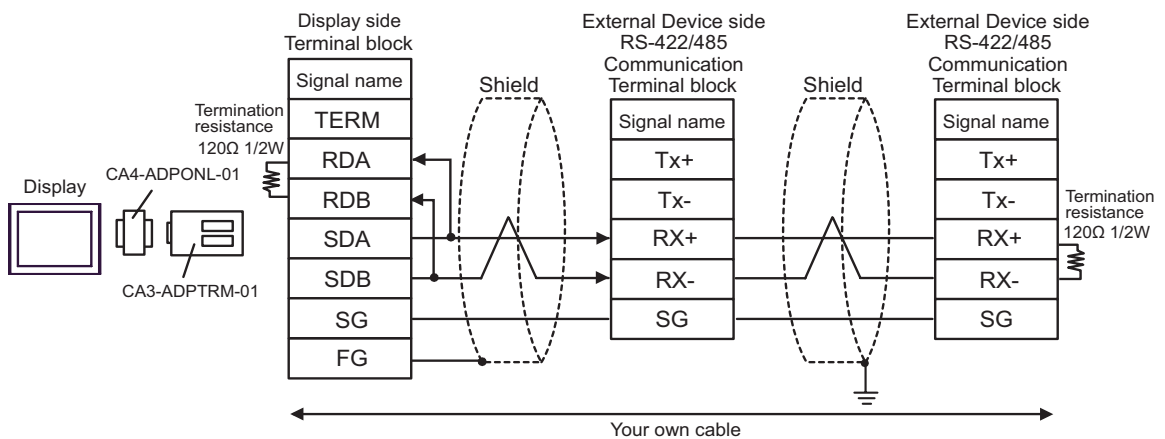 Display side
Terminal block
Signal name
TERM
RDA
RDB
SDA
SDB
SG
FG
Termination
resistance
120Ω 1/2W
Display
CA4-ADPONL-01
CA3-ADPTRM-01
Shield
External Device side
RS-422/485
Communication
Terminal block
Signal name
Tx+
Tx-
RX+
RX-
SG
Shield
External Device side
RS-422/485
Communication
Terminal block
Signal name
Tx+
Tx-
RX+
RX-
SG
Termination
resistance
120Ω 1/2W
Your own cable